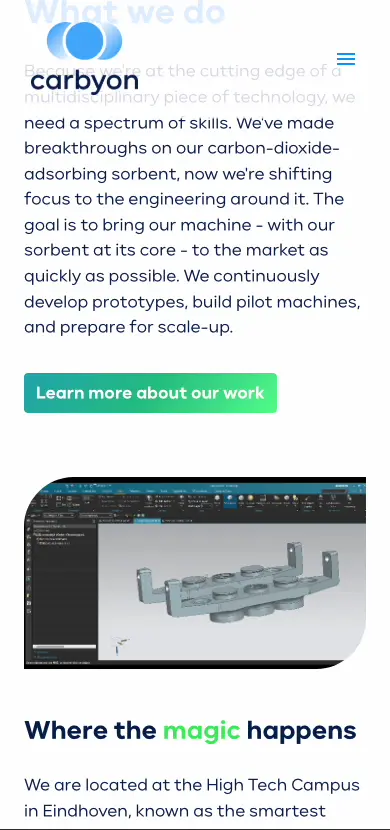 What we do
carbyon
Because we're at the cutting edge of a
multidisciplinary piece of technology, we
need a spectrum of skills. We've made
breakthroughs on our carbon-dioxide-
adsorbing sorbent, now we're shifting
focus to the engineering around it. The
goal is to bring our machine - with our
sorbent at its core - to the market as
quickly as possible. We continuously
develop prototypes, build pilot machines,
and prepare for scale-up.
Learn more about our work
Where the magic happens
We are located at the High Tech Campus
in Eindhoven, known as the smartest